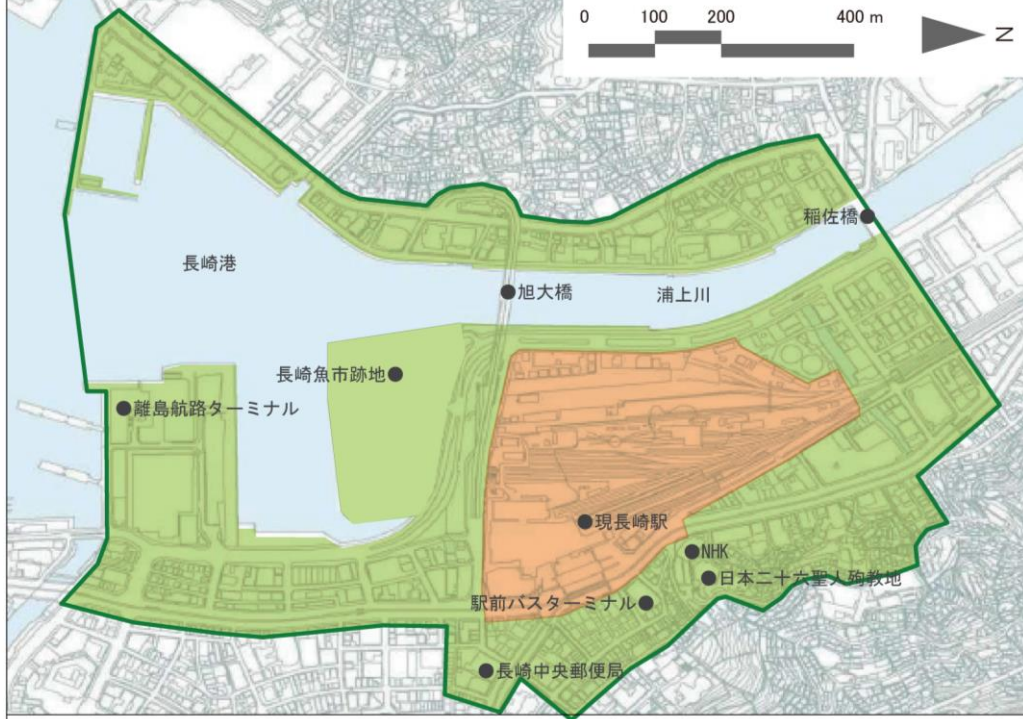 0 100 200 400 m
N
稲佐橋
長崎港
旭大橋
浦上川
長崎魚市跡地
離島航路ターミナル
現長崎駅
NHK
日本二十六聖人殉教地
駅前バスターミナル
長崎中央郵便局